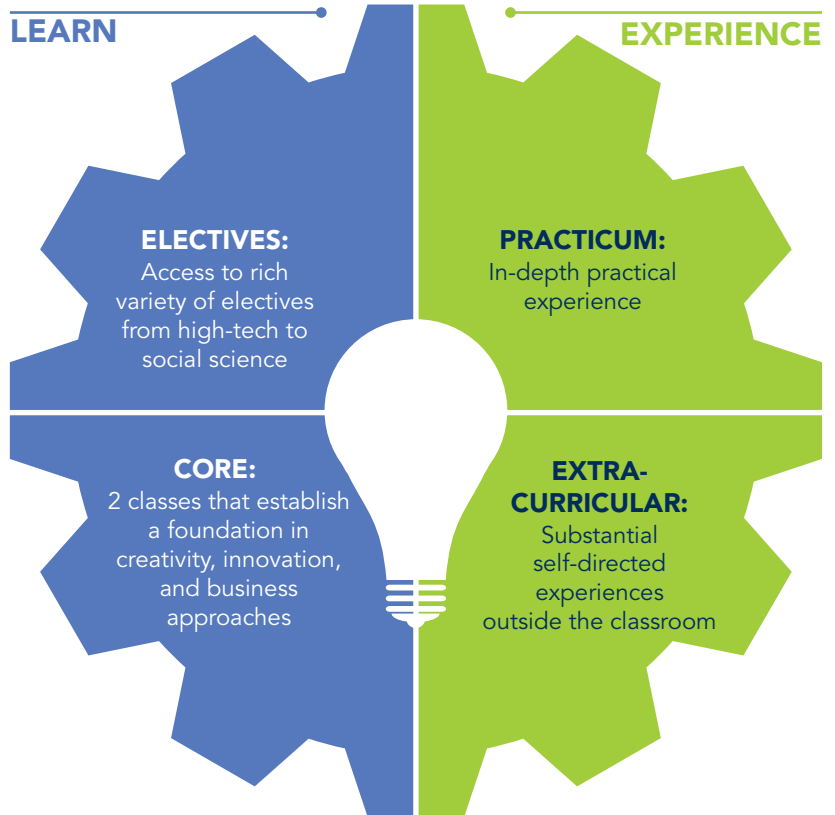 LEARN
EXPERIENCE
ELECTIVES:
Access to rich
variety of electives
from high-tech to
social science
PRACTICUM:
In-depth practical
experience
CORE:
2 classes that establish
a foundation in
creativity, innovation,
and business
approaches
EXTRA-
CURRICULAR:
Substantial
self-directed
experiences
outside the classroom